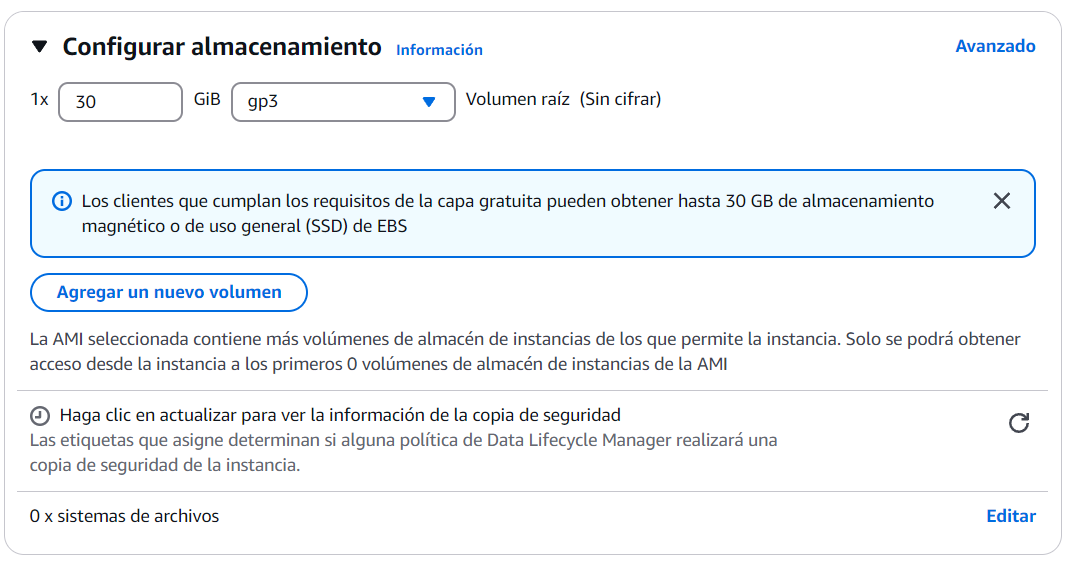 Configurar almacenamiento Información Avanzado
1x 30 GiB gp3 Volumen raíz (Sin cifrar)
Los clientes que cumplan los requisitos de la capa gratuita pueden obtener hasta 30 GB de almacenamiento
magnético o de uso general (SSD) de EBS
Agregar un nuevo volumen
La AMI seleccionada contiene más volúmenes de almacén de instancias de los que permite la instancia. Solo se podrá obtener
acceso desde la instancia a los primeros 0 volúmenes de almacén de instancias de la AMI
Haga clic en actualizar para ver la información de la copia de seguridad
Las etiquetas que asigne determinan si alguna política de Data Lifecycle Manager realizará una
copia de seguridad de la instancia.
0 x sistemas de archivos Editar